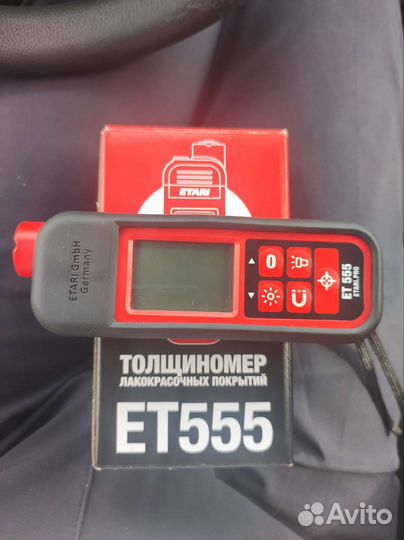 ETARI
ETARI GmbH
Germany
0
ET 555
ETARI.PRO
ТОЛЩИНОМЕР
ЛАКОКРАСОЧНЫХ ПОКРЫТИЙ
ET555
Avito